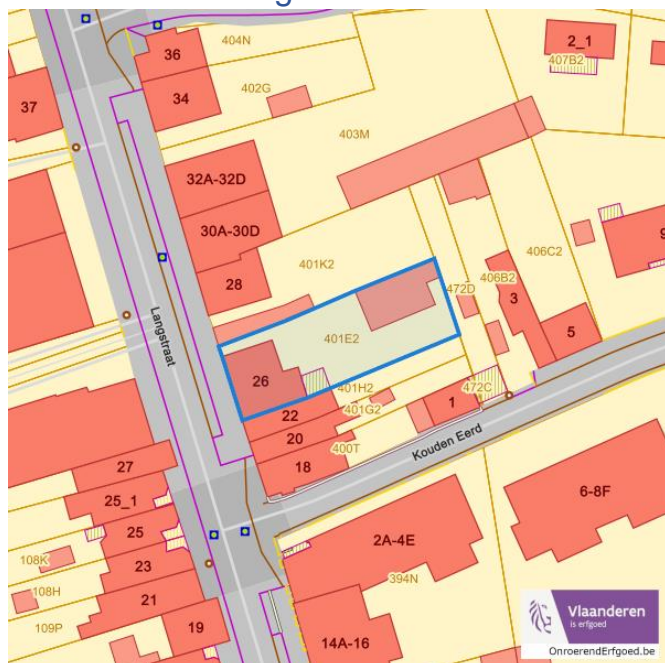 36
404N
2_1
407B2
37
34
402G
403M
32A-32D
30A-30D
406C2
9
401K2
28
472D
406B2
3
Langstraat
401E2
5
26
401H2
472C
22
401G2
1
20
400T
18
Kouden Eerd
27
25_1
6-8F
25
2A-4E
108K
23
394N
108H
21
109P
19
14A-16
Vlaanderen
is erfgoed
OnroerendErfgoed.be